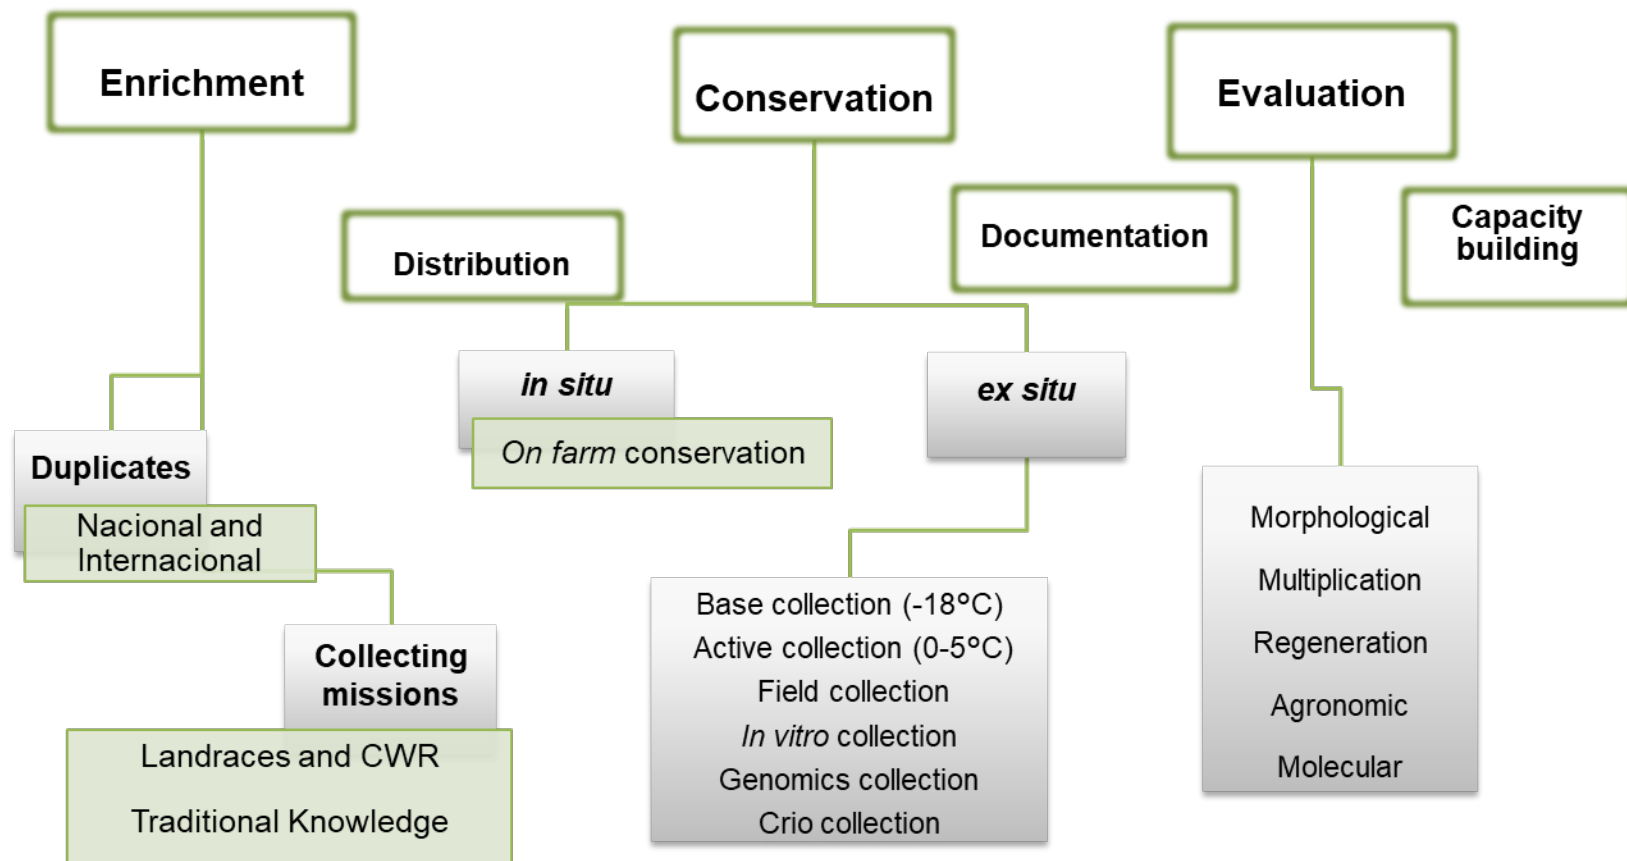 Enrichment
Conservation
Evaluation
Distribution
Documentation
Capacity
building
in situ
On farm conservation
ex situ
Duplicates
Nacional and
Internacional
Collecting
missions
Landraces and CWR
Traditional Knowledge
Base collection (-18°C)
Active collection (0-5°C)
Field collection
In vitro collection
Genomics collection
Crio collection
Morphological
Multiplication
Regeneration
Agronomic
Molecular